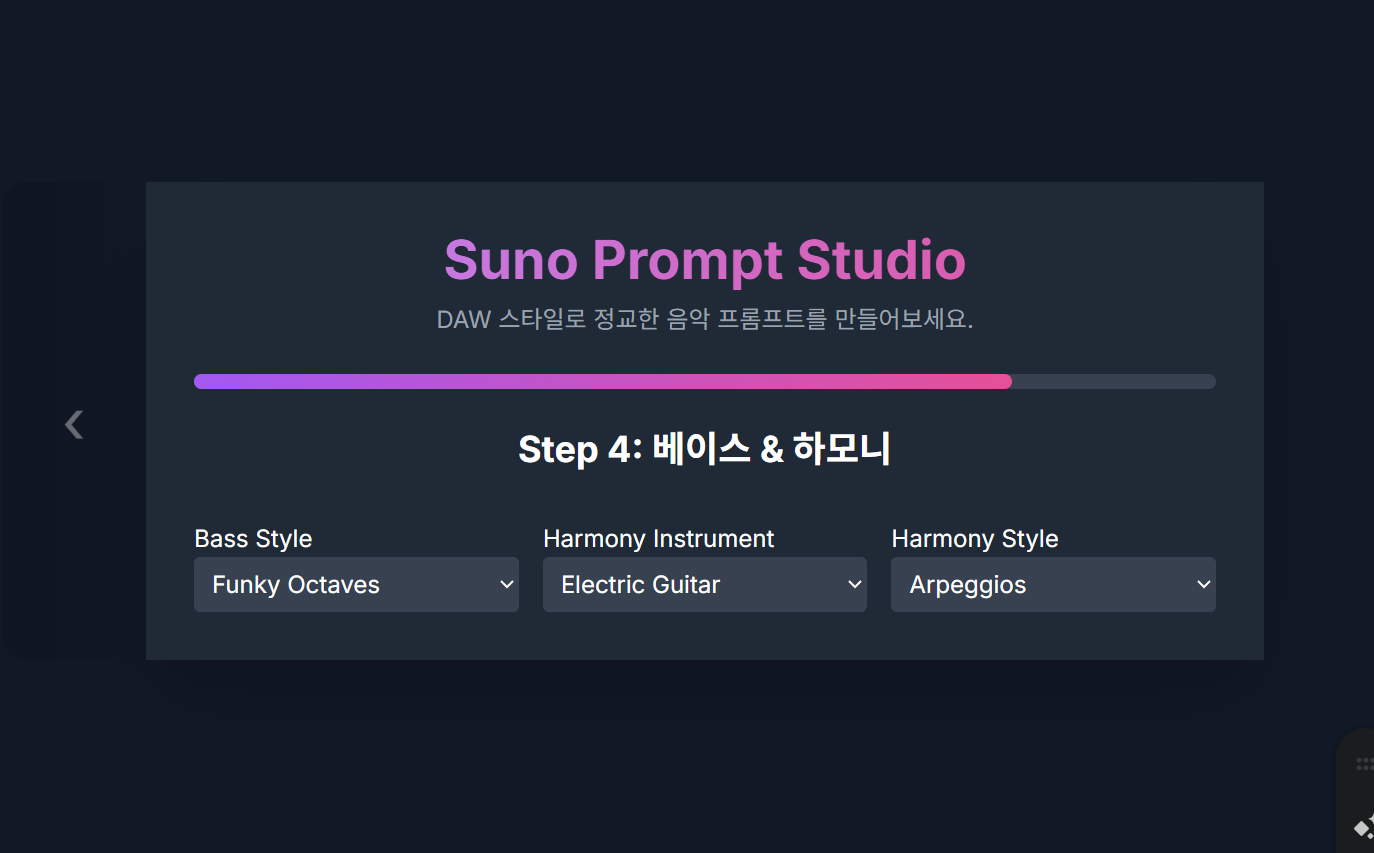 Suno Prompt Studio
DAW 스타일로 정교한 음악 프롬프트를 만들어보세요.
Step 4: 베이스 & 하모니
Bass Style
Harmony Instrument
Harmony Style
Funky Octaves
Electric Guitar
Arpeggios